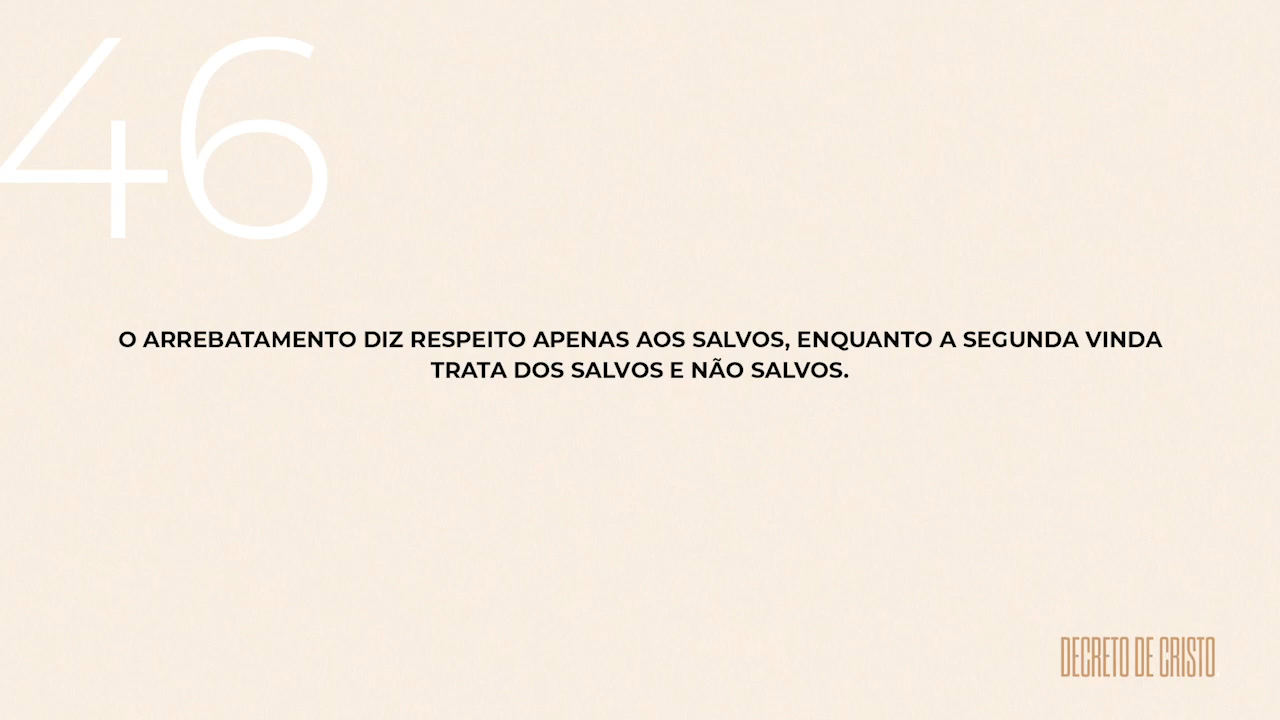 46
O ARREBATAMENTO DIZ RESPEITO APENAS AOS SALVOS, ENQUANTO A SEGUNDA VINDA
TRATA DOS SALVOS E NÃO SALVOS.
DECRETO DE CRISTO